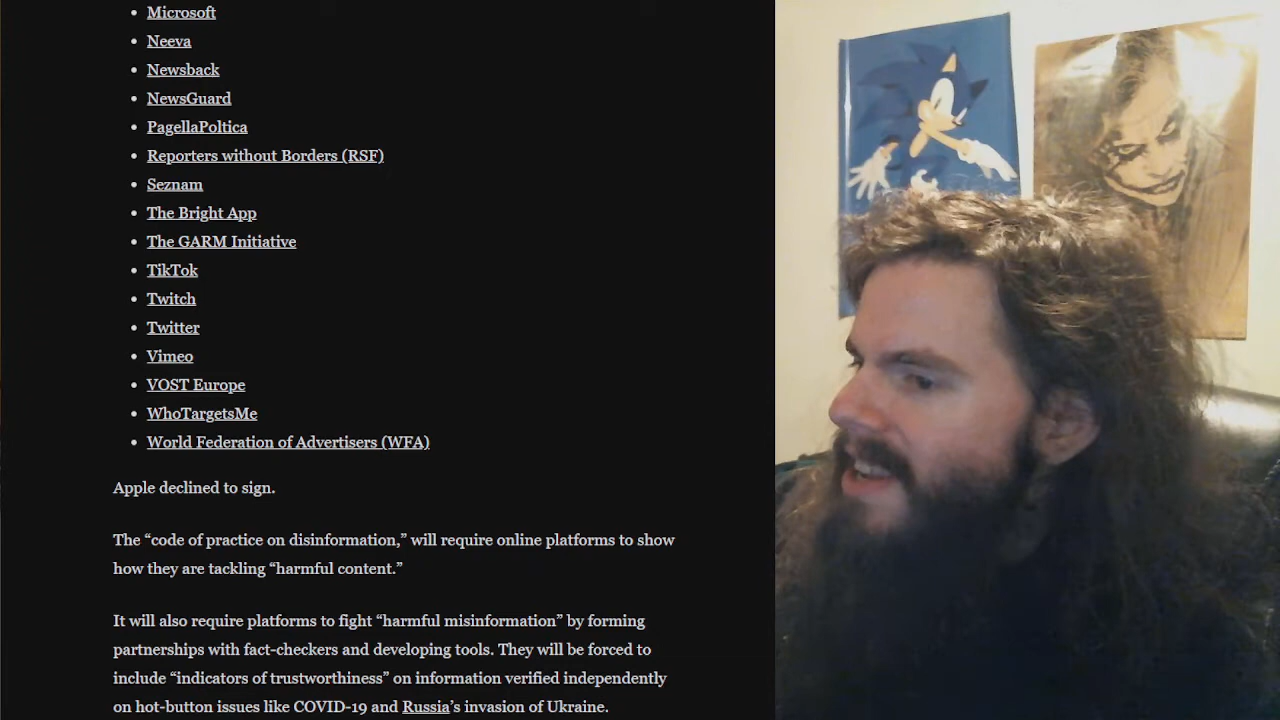 Microsoft
Neeva
Newsback
NewsGuard
PagellaPoltica
Reporters without Borders (RSF)
Seznam
The Bright App
The GARM Initiative
TikTok
Twitch
Twitter
Vimeo
VOST Europe
WhoTargetsMe
World Federation of Advertisers (WFA)
Apple declined to sign.
The “code of practice on disinformation,” will require online platforms to show
how they are tackling “harmful content.”
It will also require platforms to fight “harmful misinformation” by forming
partnerships with fact-checkers and developing tools. They will be forced to
include “indicators of trustworthiness” on information verified independently
on hot-button issues like COVID-19 and Russia’s invasion of Ukraine.